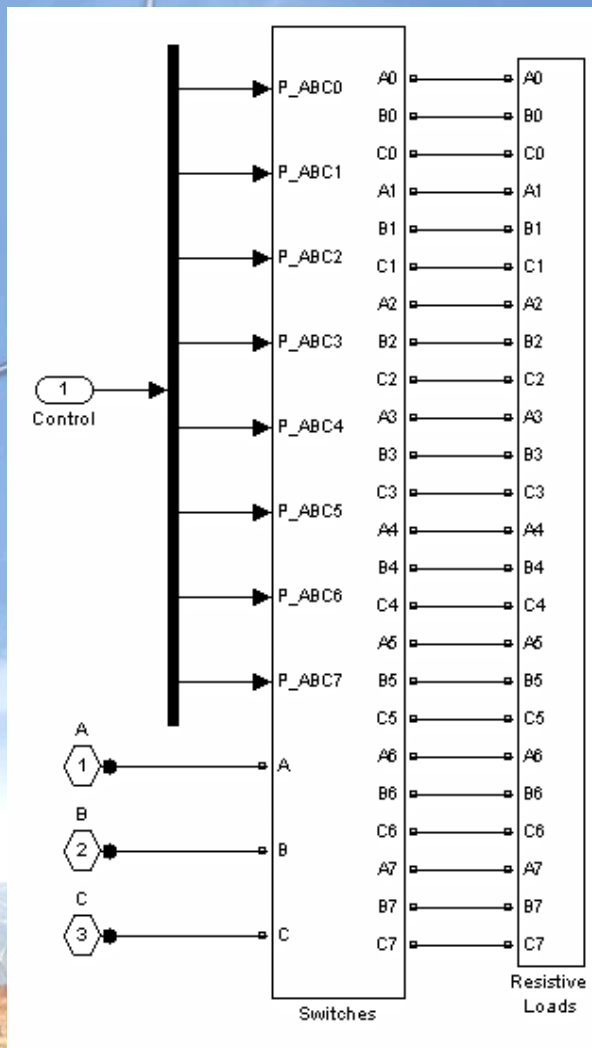 P_ABC0
P_ABC1
P_ABC2
P_ABC3
P_ABC4
P_ABC5
P_ABC6
P_ABC7
1
Control
A
1
B
2
C
3
A
B
C
A0
B0
C0
A1
B1
C1
A2
B2
C2
A3
B3
C3
A4
B4
C4
A5
B5
C5
A6
B6
C6
A7
B7
C7
Switches
A0
B0
C0
A1
B1
C1
A2
B2
C2
A3
B3
C3
A4
B4
C4
A5
B5
C5
A6
B6
C6
A7
B7
C7
Resistive
Loads